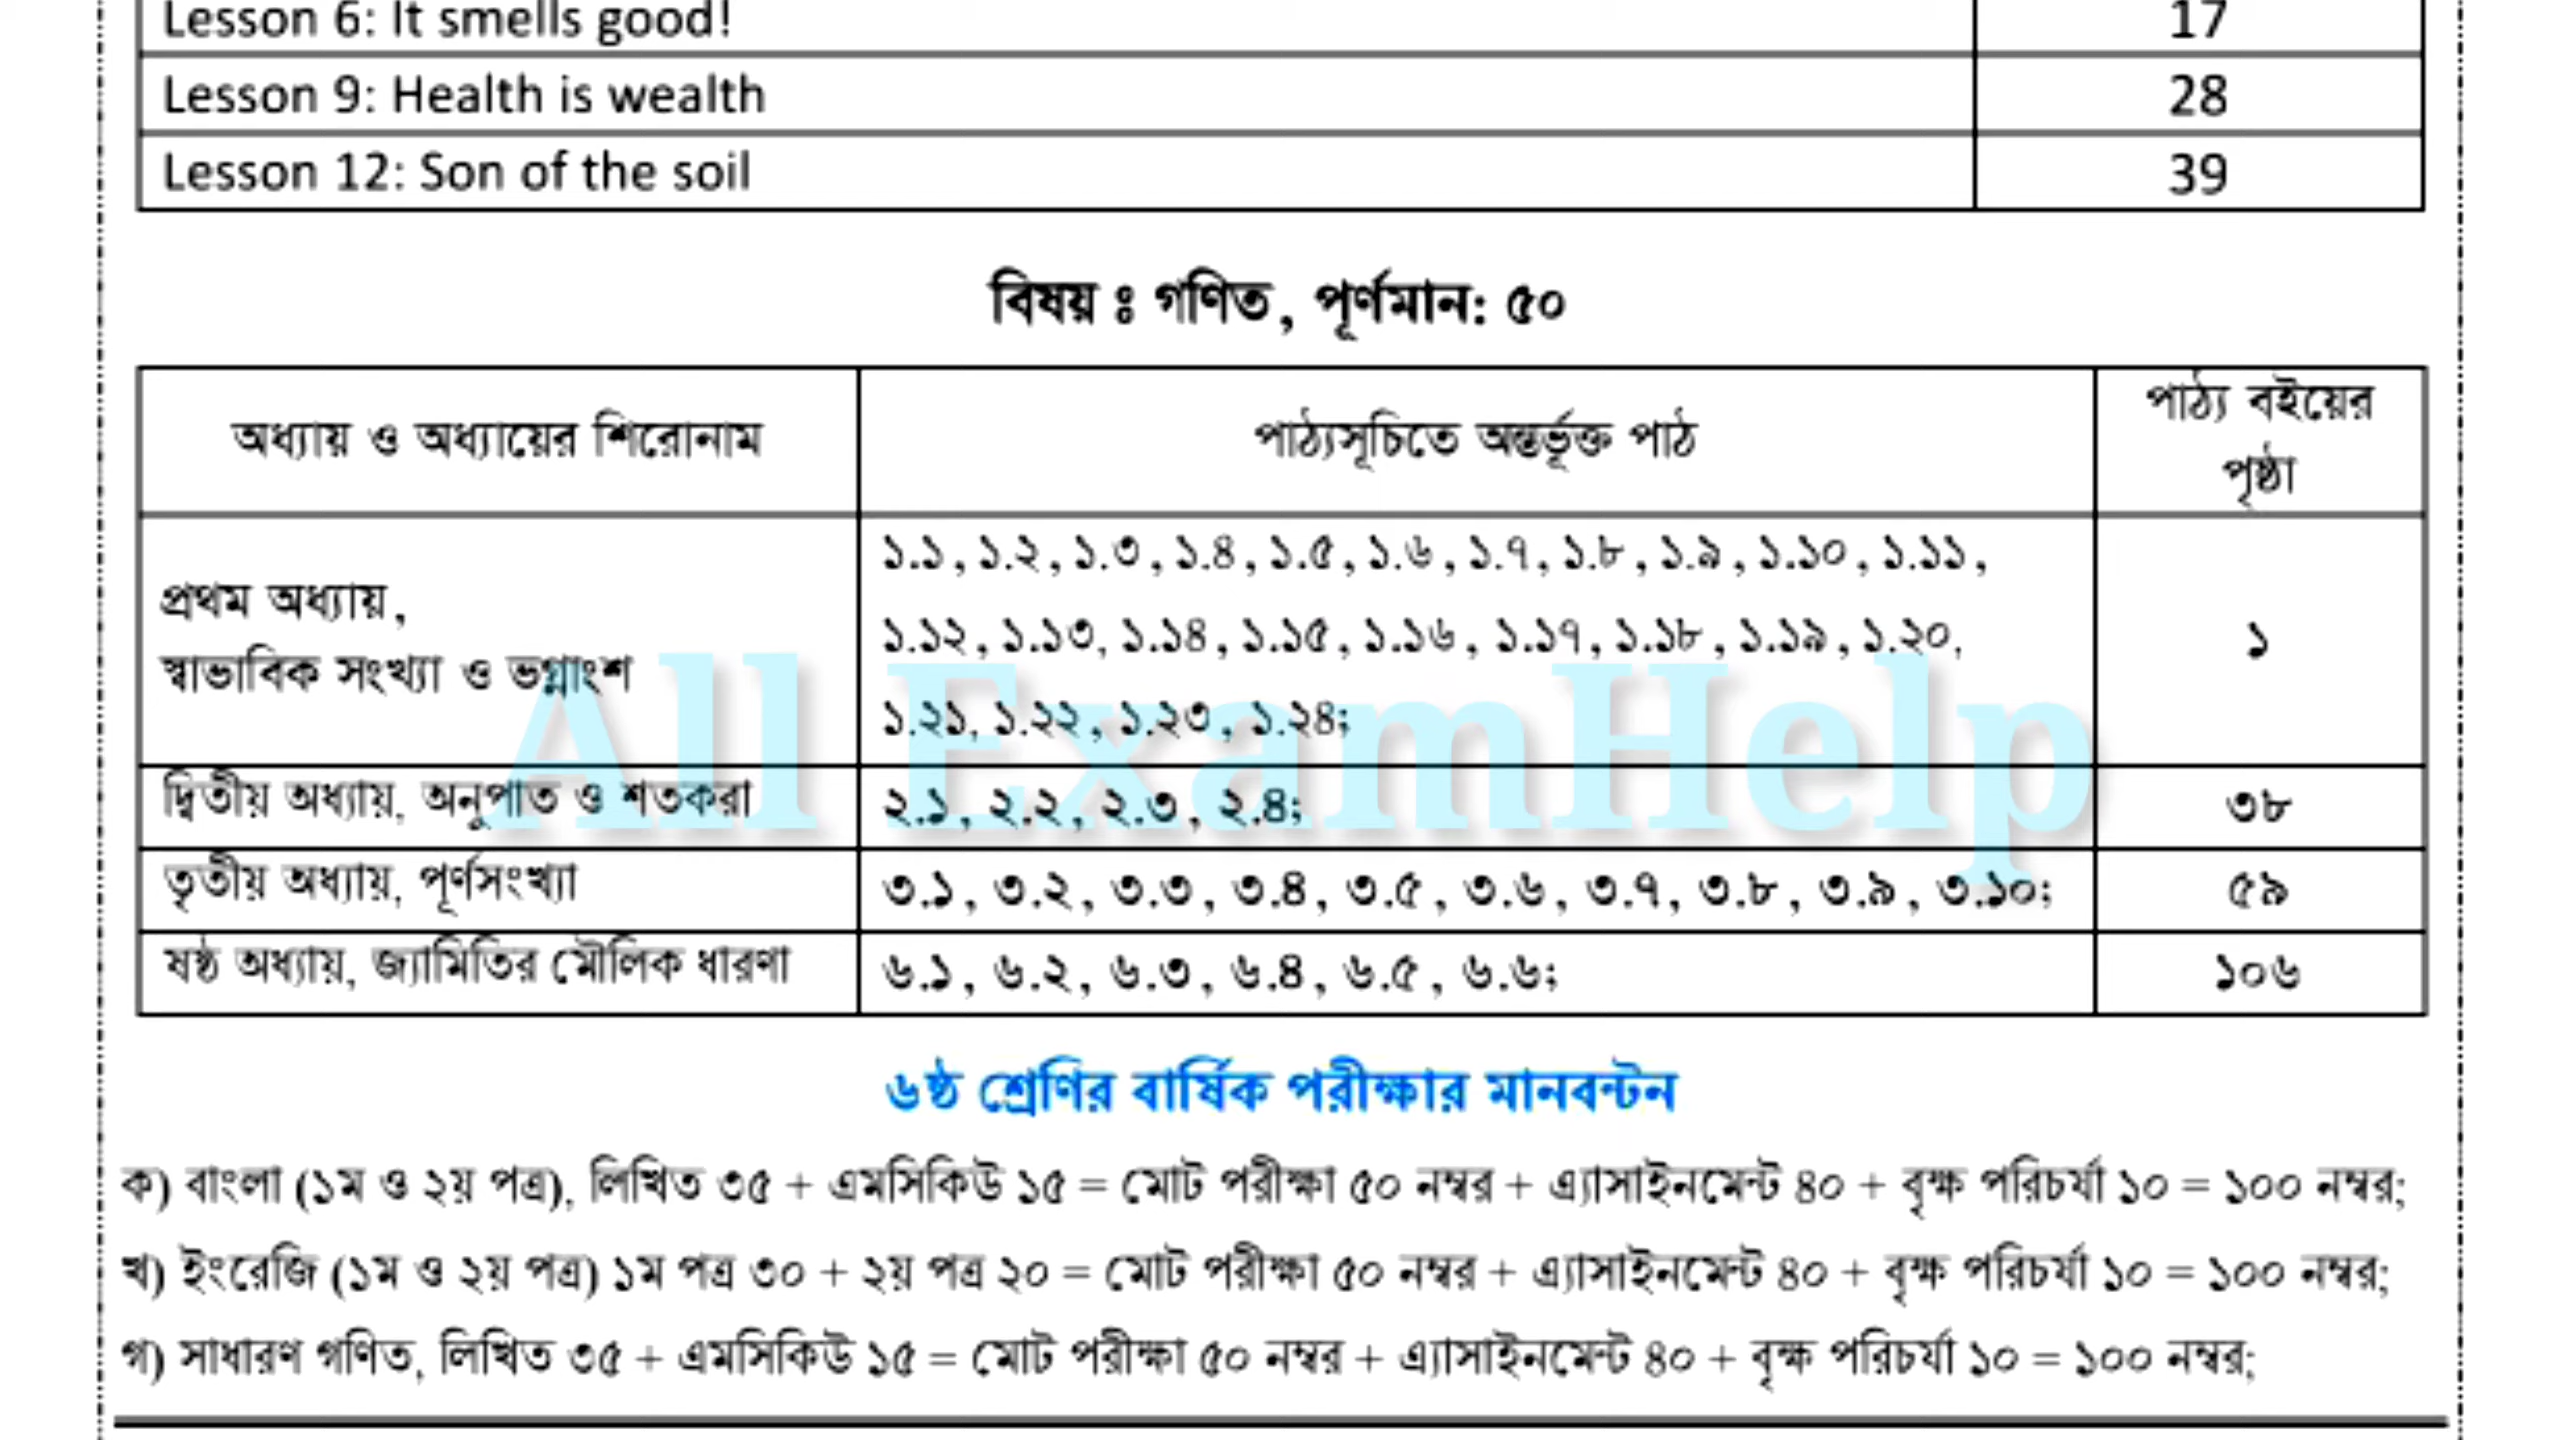 Lesson 6: It smells good! 17
Lesson 9: Health is wealth 28
Lesson 12: Son of the soil 39
বিষয় ঃ গণিত, পূর্ণমান: ৫০
অধ্যায় ও অধ্যায়ের শিরোনাম পাঠ্যসূচিতে অন্তর্ভূক্ত পাঠ পাঠ্য বইয়ের
পৃষ্ঠা
প্রথম অধ্যায়,
স্বাভাবিক সংখ্যা ও ভগ্নাংশ
১.১, ১.২, ১.৩, ১.৪, ১.৫, ১.৬, ১.৭, ১.৮, ১.৯, ১.১০, ১.১১,
১.১২, ১.১৩, ১.১৪, ১.১৫, ১.১৬, ১.১৭, ১.১৮, ১.১৯, ১.২০,
১.২১, ১.২২, ১.২৩, ১.২৪;
১
All ExamHelp
দ্বিতীয় অধ্যায়, অনুপাত ও শতকরা ২.১, ২.২, ২.৩, ২.৪; ৩৮
তৃতীয় অধ্যায়, পূর্ণসংখ্যা ৩.১, ৩.২, ৩.৩, ৩.৪, ৩.৫, ৩.৬, ৩.৭, ৩.৮, ৩.৯, ৩.১০; ৫৯
ষষ্ঠ অধ্যায়, জ্যামিতির মৌলিক ধারণা ৬.১, ৬.২, ৬.৩, ৬.৪, ৬.৫, ৬.৬; ১০৬
৬ষ্ঠ শ্রেণির বার্ষিক পরীক্ষার মানবন্টন
ক) বাংলা (১ম ও ২য় পত্র), লিখিত ৩৫ + এমসিকিউ ১৫ = মোট পরীক্ষা ৫০ নম্বর + এ্যাসাইনমেন্ট ৪০ + বৃক্ষ পরিচর্যা ১০ = ১০০ নম্বর;
খ) ইংরেজি (১ম ও ২য় পত্র) ১ম পত্র ৩০ + ২য় পত্র ২০ = মোট পরীক্ষা ৫০ নম্বর + এ্যাসাইনমেন্ট ৪০ + বৃক্ষ পরিচর্যা ১০ = ১০০ নম্বর;
গ) সাধারণ গণিত, লিখিত ৩৫ + এমসিকিউ ১৫ = মোট পরীক্ষা ৫০ নম্বর + এ্যাসাইনমেন্ট ৪০ + বৃক্ষ পরিচর্যা ১০ = ১০০ নম্বর;